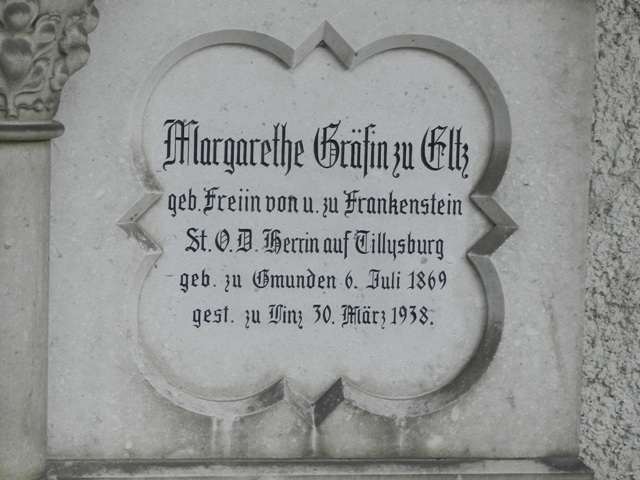 Margarethe Gräfin zu Eltz
geb. Freiin von u. zu Frankenstein
St. O. D. Herrin auf Tillysburg
geb. zu Gmunden 6. Juli 1869
gest. zu Linz 30. März 1938.